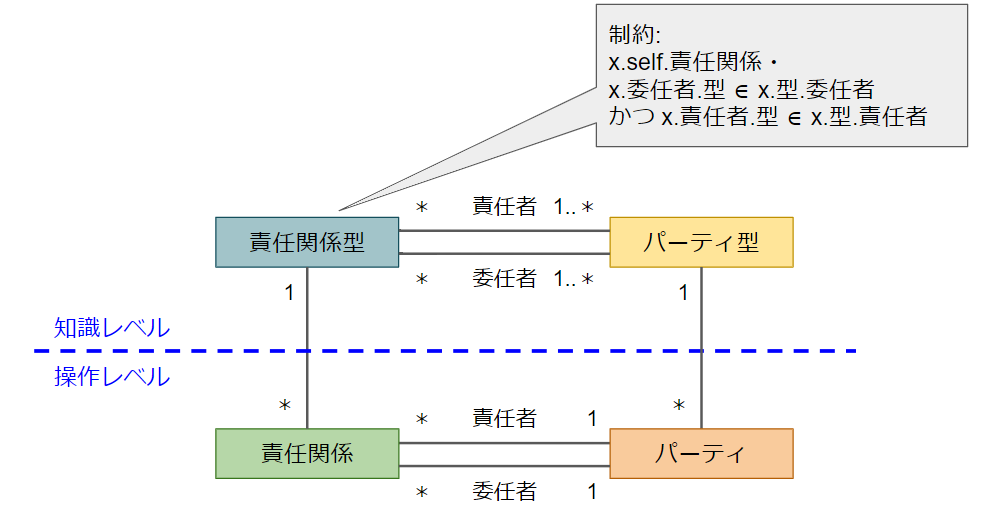 制約:
x.self.責任関係・
x.委任者.型 ∈ x.型.委任者
かつ x.責任者.型 ∈ x.型.責任者
* 責任者 1..*
責任関係型
パーティ型
* 委任者 1..*
1
1
知識レベル
操作レベル
*
*
* 責任者 1
責任関係
パーティ
* 委任者 1